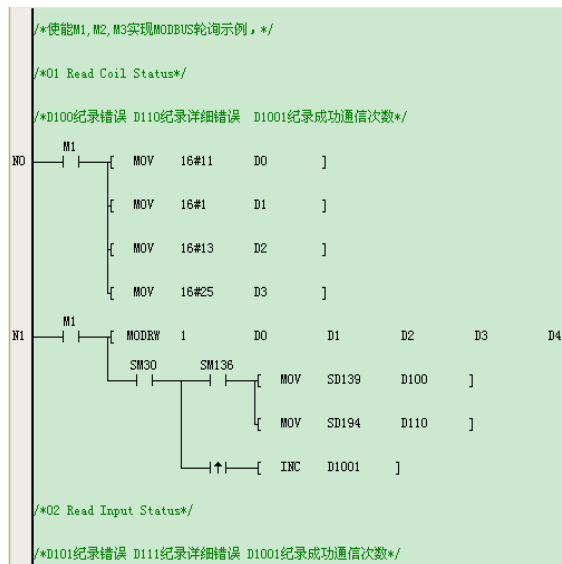 /*使能M1,M2,M3实现MODBUS轮询示例，*/
/*01 Read Coil Status*/
/*D100纪录错误 D110纪录详细错误 D1001纪录成功通信次数*/
M1
N0 [ MOV 16#11 D0 ]
[ MOV 16#1 D1 ]
[ MOV 16#13 D2 ]
[ MOV 16#25 D3 ]
M1
N1 [ MODRW 1 D0 D1 D2 D3 D4
SM30 SM136
[ MOV SD139 D100 ]
[ MOV SD194 D110 ]
↑ [ INC D1001 ]
/*02 Read Input Status*/
/*D101纪录错误 D111纪录详细错误 D1001纪录成功通信次数*/